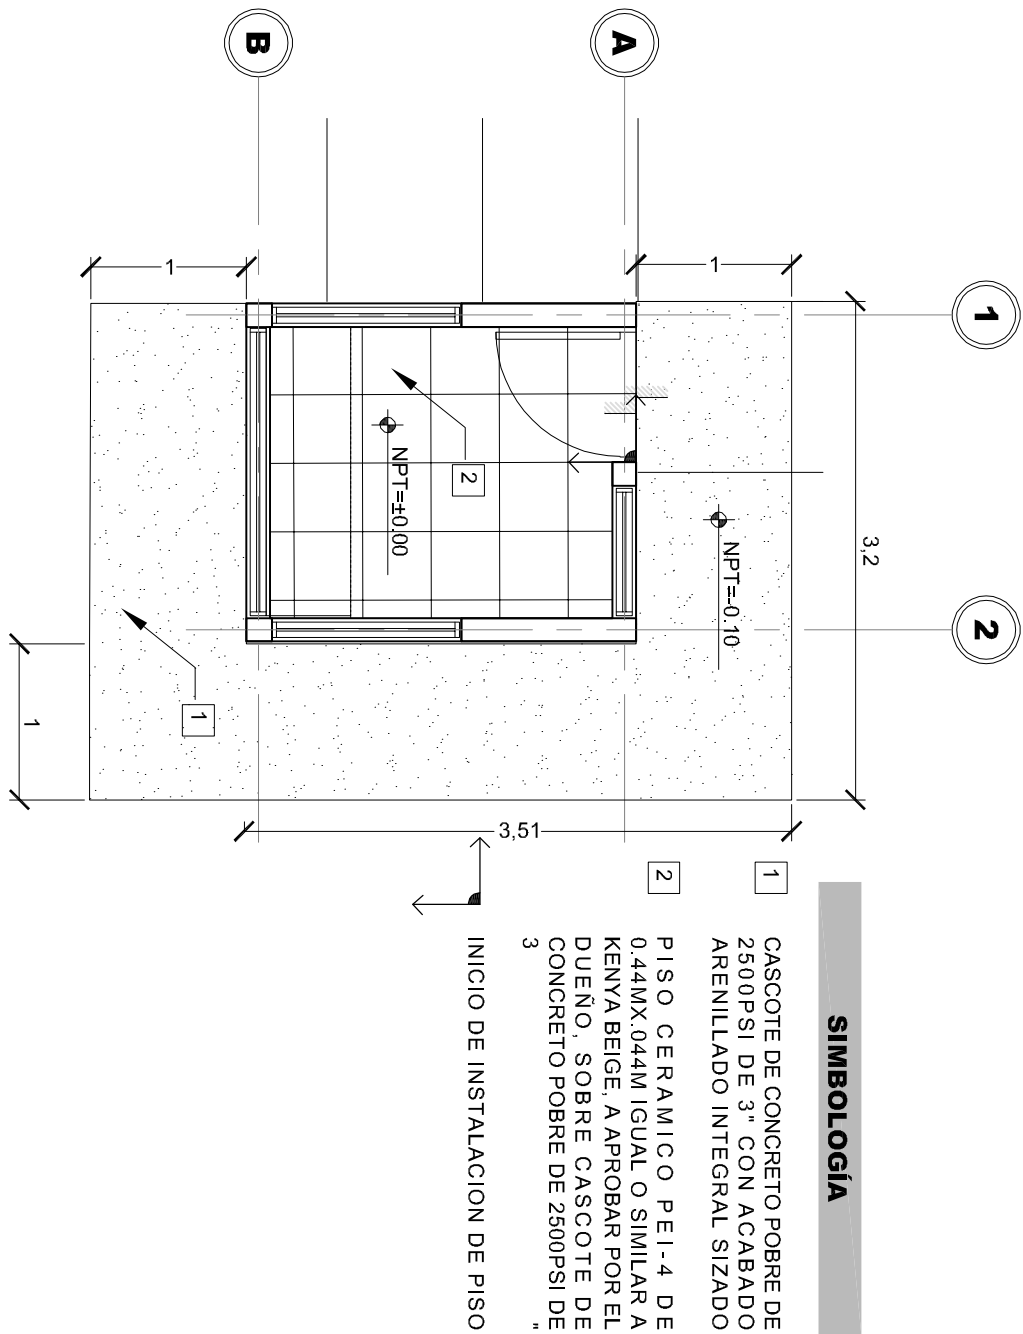 1
2
A
B
1
3,2
1
3,51
1
NPT=-0.10
NPT=±0.00
2
1
SIMBOLOGÍA
1
CASCOTE DE CONCRETO POBRE DE
2500PSI DE 3" CON ACABADO
ARENILLADO INTEGRAL SIZADO
2
PISO CERAMICO PEI-4 DE
0.44MX.044M IGUAL O SIMILAR A
KENYA BEIGE, A APROBAR POR EL
DUEÑO, SOBRE CASCOTE DE
CONCRETO POBRE DE 2500PSI DE
3 "
INICIO DE INSTALACION DE PISO